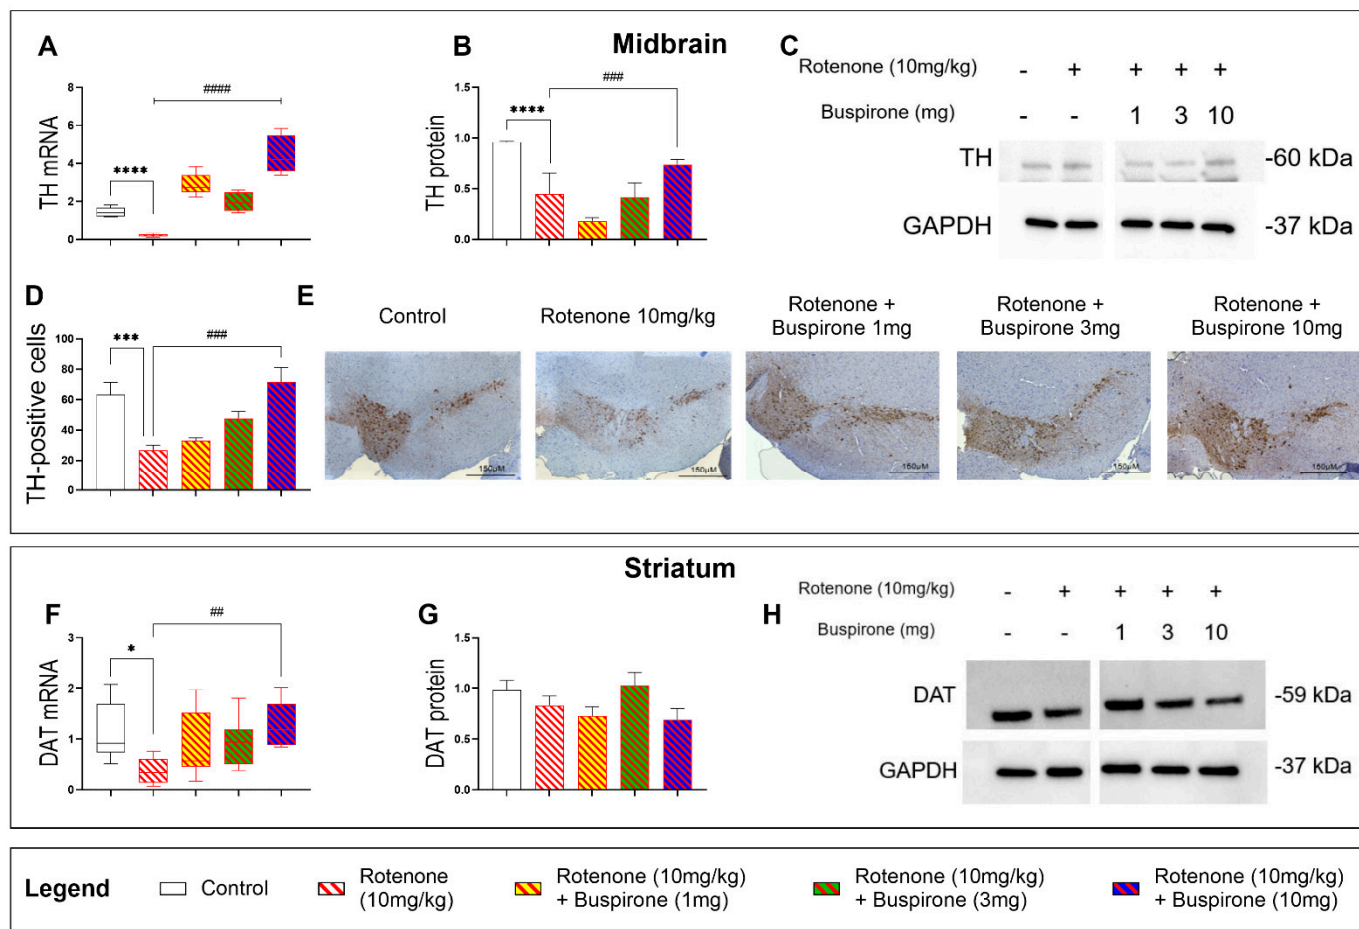 Midbrain
A
TH mRNA
8
6
4
2
0
****
####
B
TH protein
1.5
1.0
0.5
0.0
****
###
C
Rotenone (10mg/kg) - + + + +
Buspirone (mg) - - 1 3 10
TH -60 kDa
GAPDH -37 kDa
D
TH-positive cells
100
80
60
40
20
0
***
###
E
Control
Rotenone 10mg/kg
Rotenone +
Buspirone 1mg
Rotenone +
Buspirone 3mg
Rotenone +
Buspirone 10mg
150µM
150µM
150µM
150µM
150µM
Striatum
F
DAT mRNA
3
2
1
0
*
##
G
DAT protein
1.5
1.0
0.5
0.0
H
Rotenone (10mg/kg) - + + + +
Buspirone (mg) - - 1 3 10
DAT -59 kDa
GAPDH -37 kDa
Legend
Control
Rotenone
(10mg/kg)
Rotenone (10mg/kg)
+ Buspirone (1mg)
Rotenone (10mg/kg)
+ Buspirone (3mg)
Rotenone (10mg/kg)
+ Buspirone (10mg)